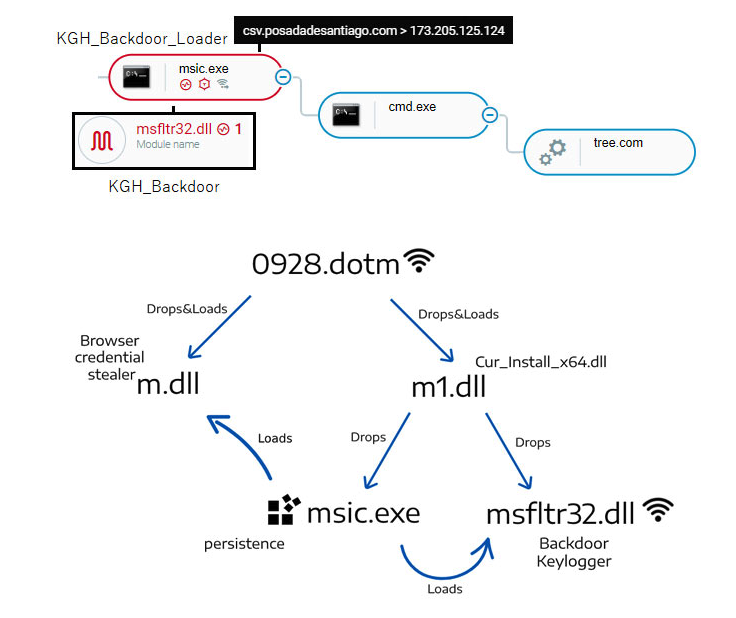 csv.posadadesantiago.com > 173.205.125.124
KGH_Backdoor_Loader
msic.exe
cmd.exe
tree.com
msfltr32.dll 1
Module name
KGH_Backdoor
0928.dotm
Drops&Loads
Drops&Loads
Browser
credential
stealer
m.dll
Cur_Install_x64.dll
m1.dll
Loads
Drops
Drops
msic.exe
persistence
msfltr32.dll
Backdoor
Keylogger
Loads